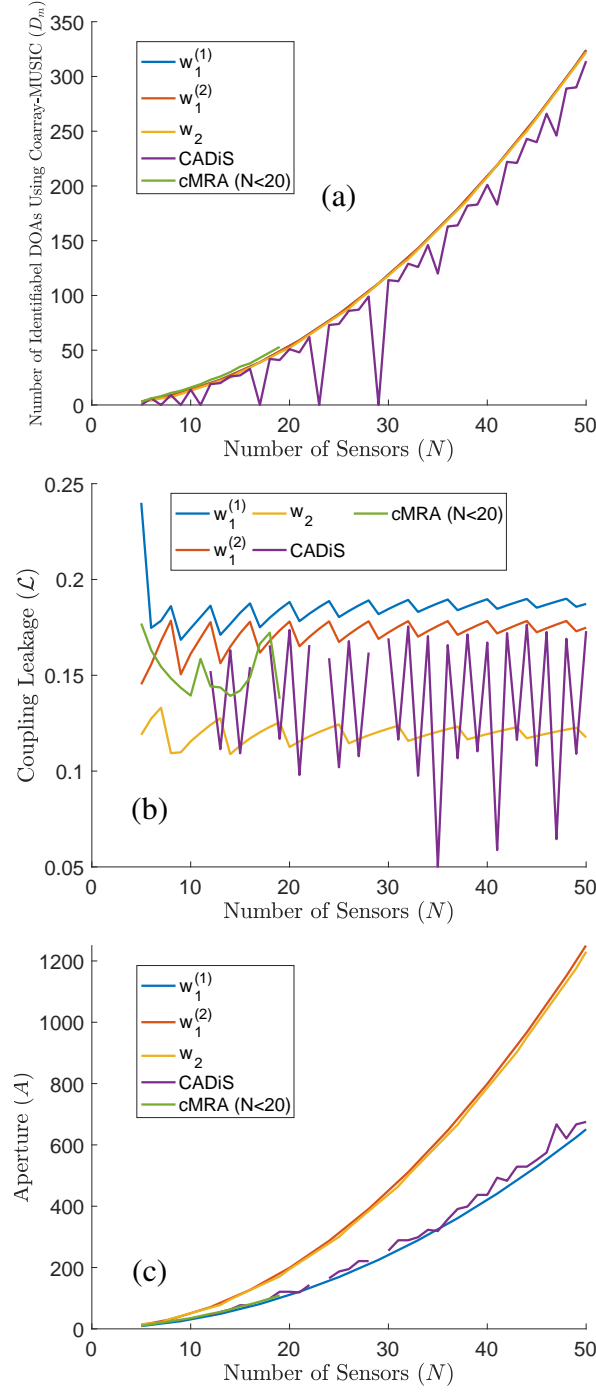 350
300
250
200
150
100
50
0
Number of Identifiabel DOAs Using Coarray-MUSIC (D_m)
w_1^(1)
w_1^(2)
w_2
CADiS
cMRA (N<20)
(a)
0 10 20 30 40 50
Number of Sensors (N)
0.25
0.2
0.15
0.1
0.05
Coupling Leakage (ℒ)
w_1^(1) w_2 cMRA (N<20)
w_1^(2) CADiS
(b)
0 10 20 30 40 50
Number of Sensors (N)
1200
1000
800
600
400
200
0
Aperture (A)
w_1^(1)
w_1^(2)
w_2
CADiS
cMRA (N<20)
(c)
0 10 20 30 40 50
Number of Sensors (N)